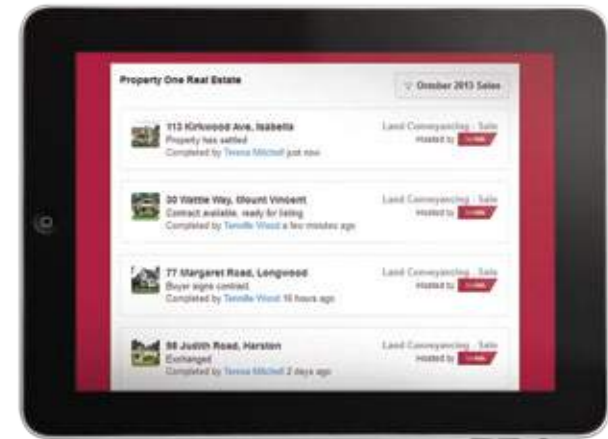 Property One Real Estate
October 2013 Sales
113 Kirkwood Ave, Isabella
Property has settled
Completed by Teresa Mitchell just now
Land Conveyancing - Sale
Hosted by
30 Wattle Way, Mount Vincent
Contract available, ready for listing
Completed by Tenville Wood a few minutes ago
Land Conveyancing - Sale
Hosted by
77 Margaret Road, Longwood
Buyer signs contract
Completed by Tenville Wood 16 hours ago
Land Conveyancing - Sale
Hosted by
Judith Road, Harston
Exchanged
Completed by Teresa Mitchell 2 days ago
Land Conveyancing - Sale
Hosted by